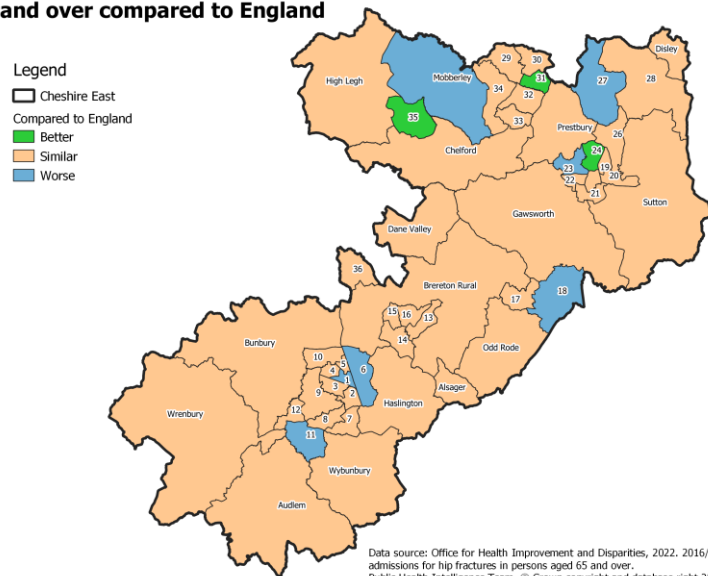 and over compared to England
Legend
Cheshire East
Compared to England
Better
Similar
Worse
Disley
29
30
High Legh
Mobberley
31
27
28
34
32
35
33
Prestbury
26
Chelford
24
23
19
22
20
21
Sutton
Gawsworth
Dane Valley
36
Brereton Rural
18
17
15
16
13
14
Bunbury
Odd Rode
10
5
4
6
1
3
9
2
Alsager
Haslington
12
Wrenbury
8
7
11
Wybunbury
Audlem
Data source: Office for Health Improvement and Disparities, 2022. 2016/
admissions for hip fractures in persons aged 65 and over.